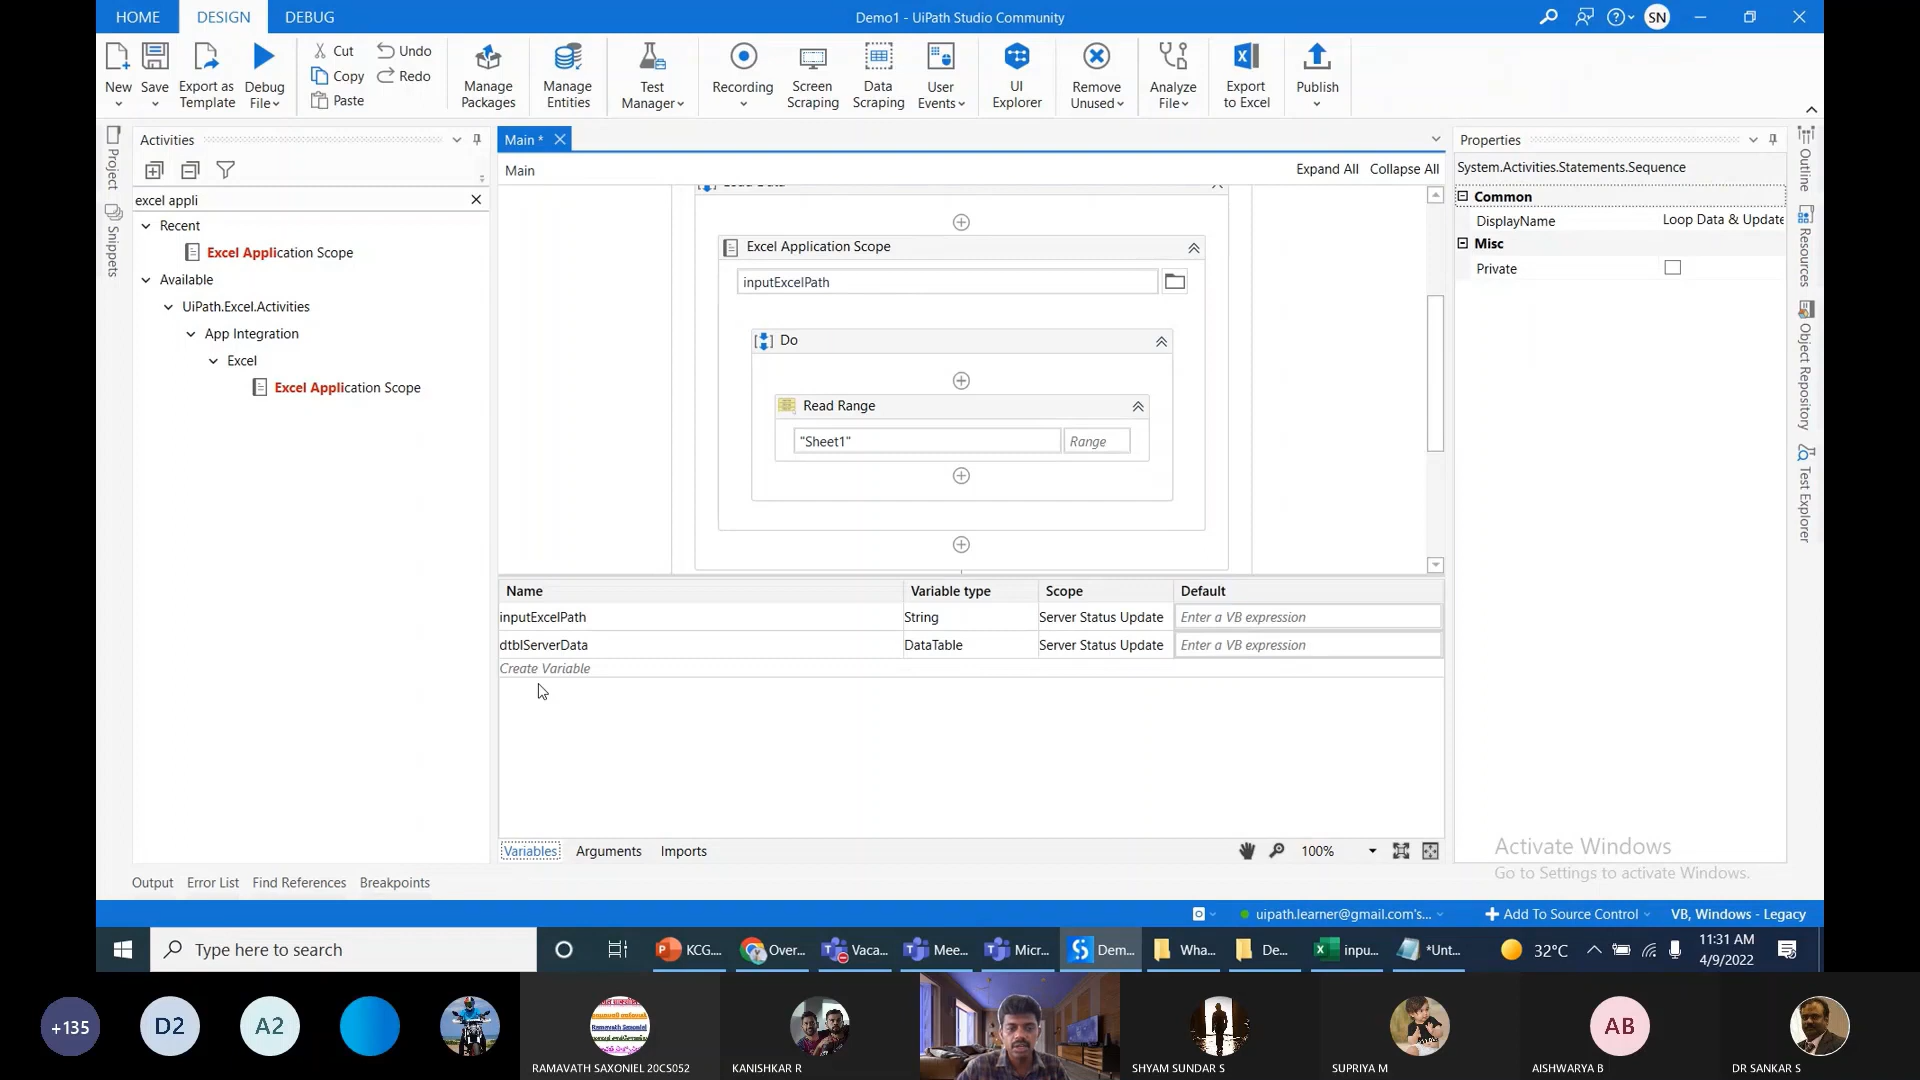 HOME DESIGN DEBUG
Demo1 - UiPath Studio Community
SN
New
Save
Export as
Template
Debug
File
Cut
Copy
Paste
Undo
Redo
Manage
Packages
Manage
Entities
Test
Manager
Recording
Screen
Scraping
Data
Scraping
User
Events
UI
Explorer
Remove
Unused
Analyze
File
Export
to Excel
Publish
Project
Snippets
Activities
excel appli
Recent
Excel Application Scope
Available
UiPath.Excel.Activities
App Integration
Excel
Excel Application Scope
Main *
Main
Expand All Collapse All
Excel Application Scope
inputExcelPath
Do
Read Range
"Sheet1"
Range
Name Variable type Scope Default
inputExcelPath String Server Status Update Enter a VB expression
dtblServerData DataTable Server Status Update Enter a VB expression
Create Variable
Variables Arguments Imports
100%
Properties
System.Activities.Statements.Sequence
Common
DisplayName Loop Data & Update
Misc
Private
Outline
Resources
Object Repository
Test Explorer
Activate Windows
Go to Settings to activate Windows.
Output Error List Find References Breakpoints
uipath.learner@gmail.com's...
Add To Source Control
VB, Windows - Legacy
Type here to search
KCG...
Over...
Vaca...
Mee...
Micr...
Dem...
Wha...
De...
inpu...
*Unt...
32°C
11:31 AM
4/9/2022
+135
D2
A2
AB
RAMAVATH SAXONIEL 20CS052
KANISHKAR R
SHYAM SUNDAR S
SUPRIYA M
AISHWARYA B
DR SANKAR S